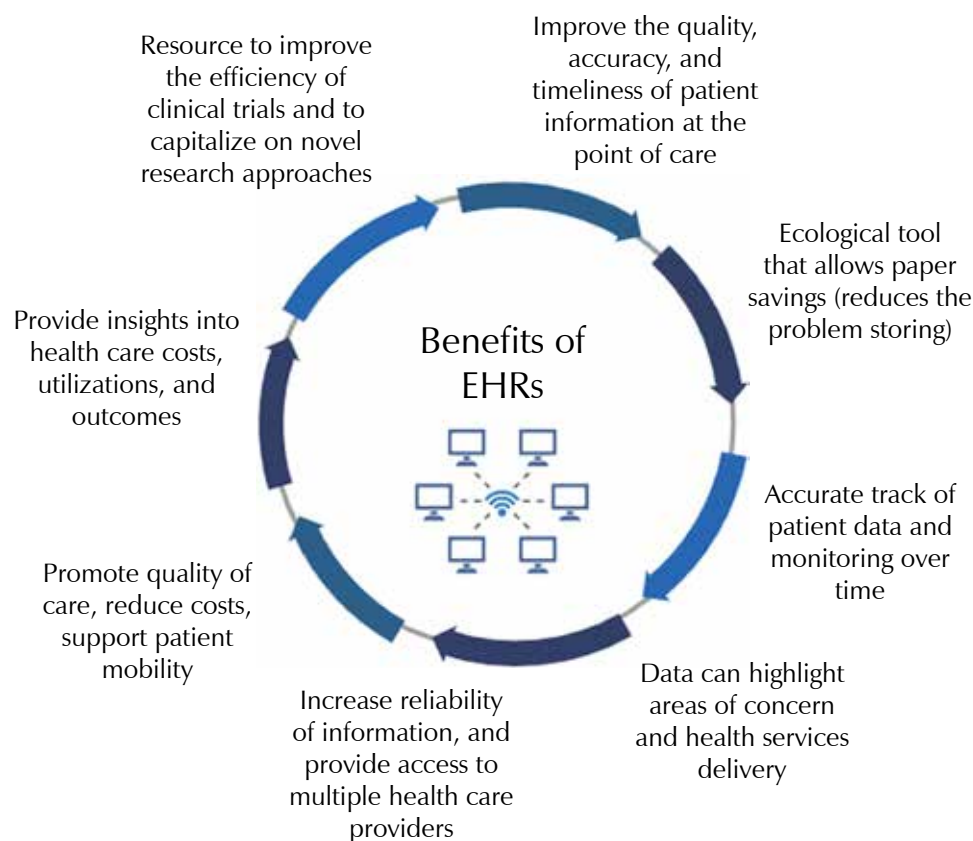 Benefits of
EHRs
Improve the quality,
accuracy, and
timeliness of patient
information at the
point of care
Ecological tool
that allows paper
savings (reduces the
problem storing)
Accurate track of
patient data and
monitoring over
time
Data can highlight
areas of concern
and health services
delivery
Increase reliability
of information, and
provide access to
multiple health care
providers
Promote quality of
care, reduce costs,
support patient
mobility
Provide insights into
health care costs,
utilizations, and
outcomes
Resource to improve
the efficiency of
clinical trials and to
capitalize on novel
research approaches